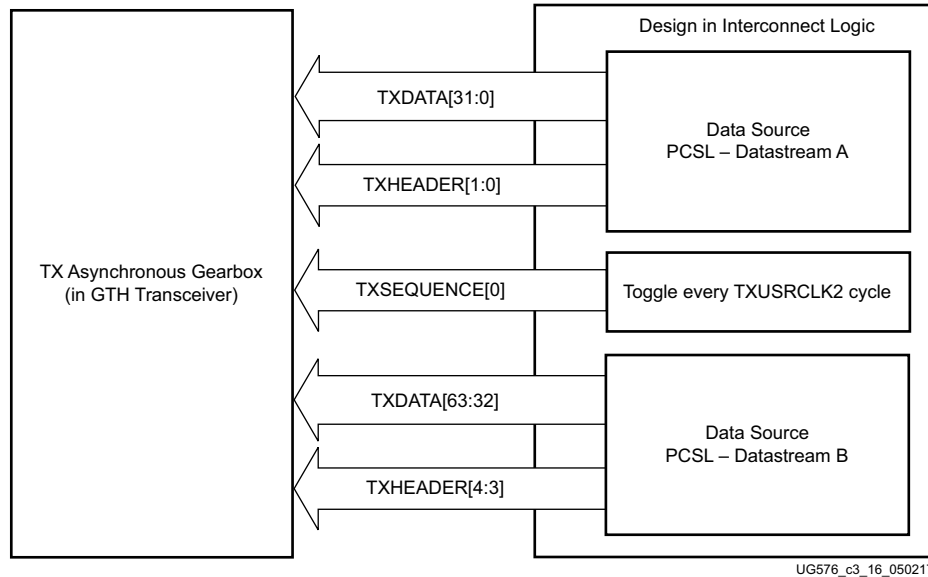 Design in Interconnect Logic
TXDATA[31:0]
Data Source
PCSL – Datastream A
TXHEADER[1:0]
TX Asynchronous Gearbox
(in GTH Transceiver)
TXSEQUENCE[0]
Toggle every TXUSRCLK2 cycle
TXDATA[63:32]
Data Source
PCSL – Datastream B
TXHEADER[4:3]
UG576_c3_16_050217